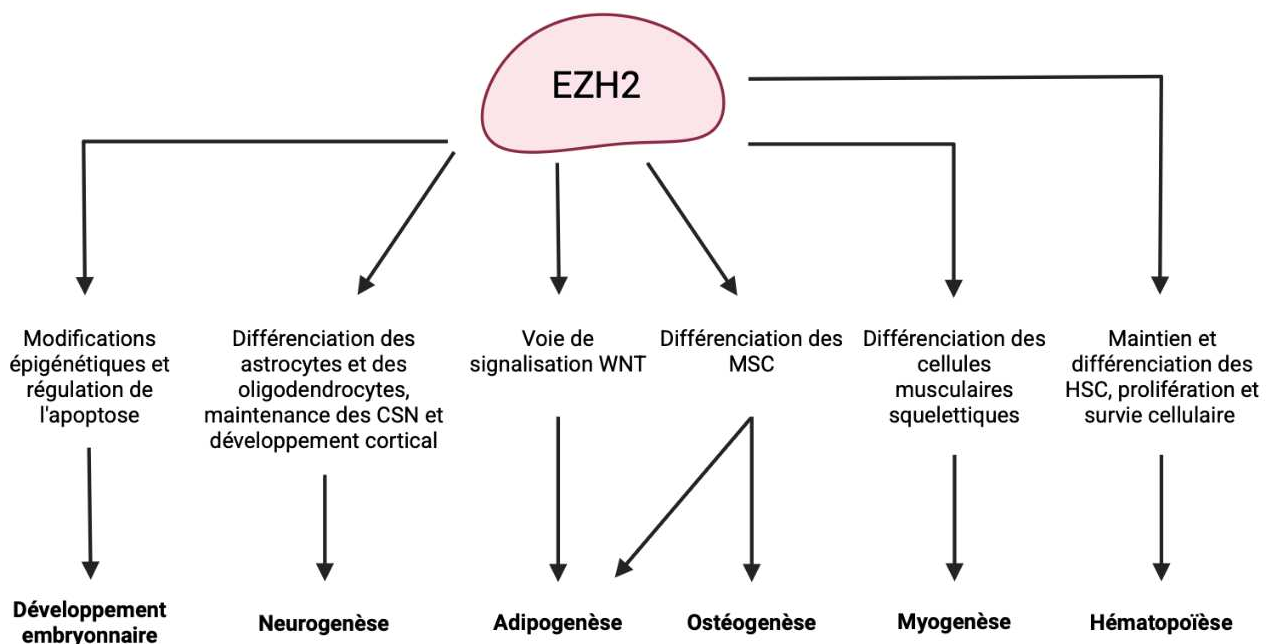 EZH2
Modifications
épigénétiques et
régulation de
l'apoptose
Différenciation des
astrocytes et des
oligodendrocytes,
maintenance des CSN et
développement cortical
Voie de
signalisation WNT
Différenciation des
MSC
Différenciation des
cellules
musculaires
squelettiques
Maintien et
différenciation des
HSC, prolifération et
survie cellulaire
Développement
embryonnaire
Neurogenèse
Adipogenèse
Ostéogenèse
Myogenèse
Hématopoïèse